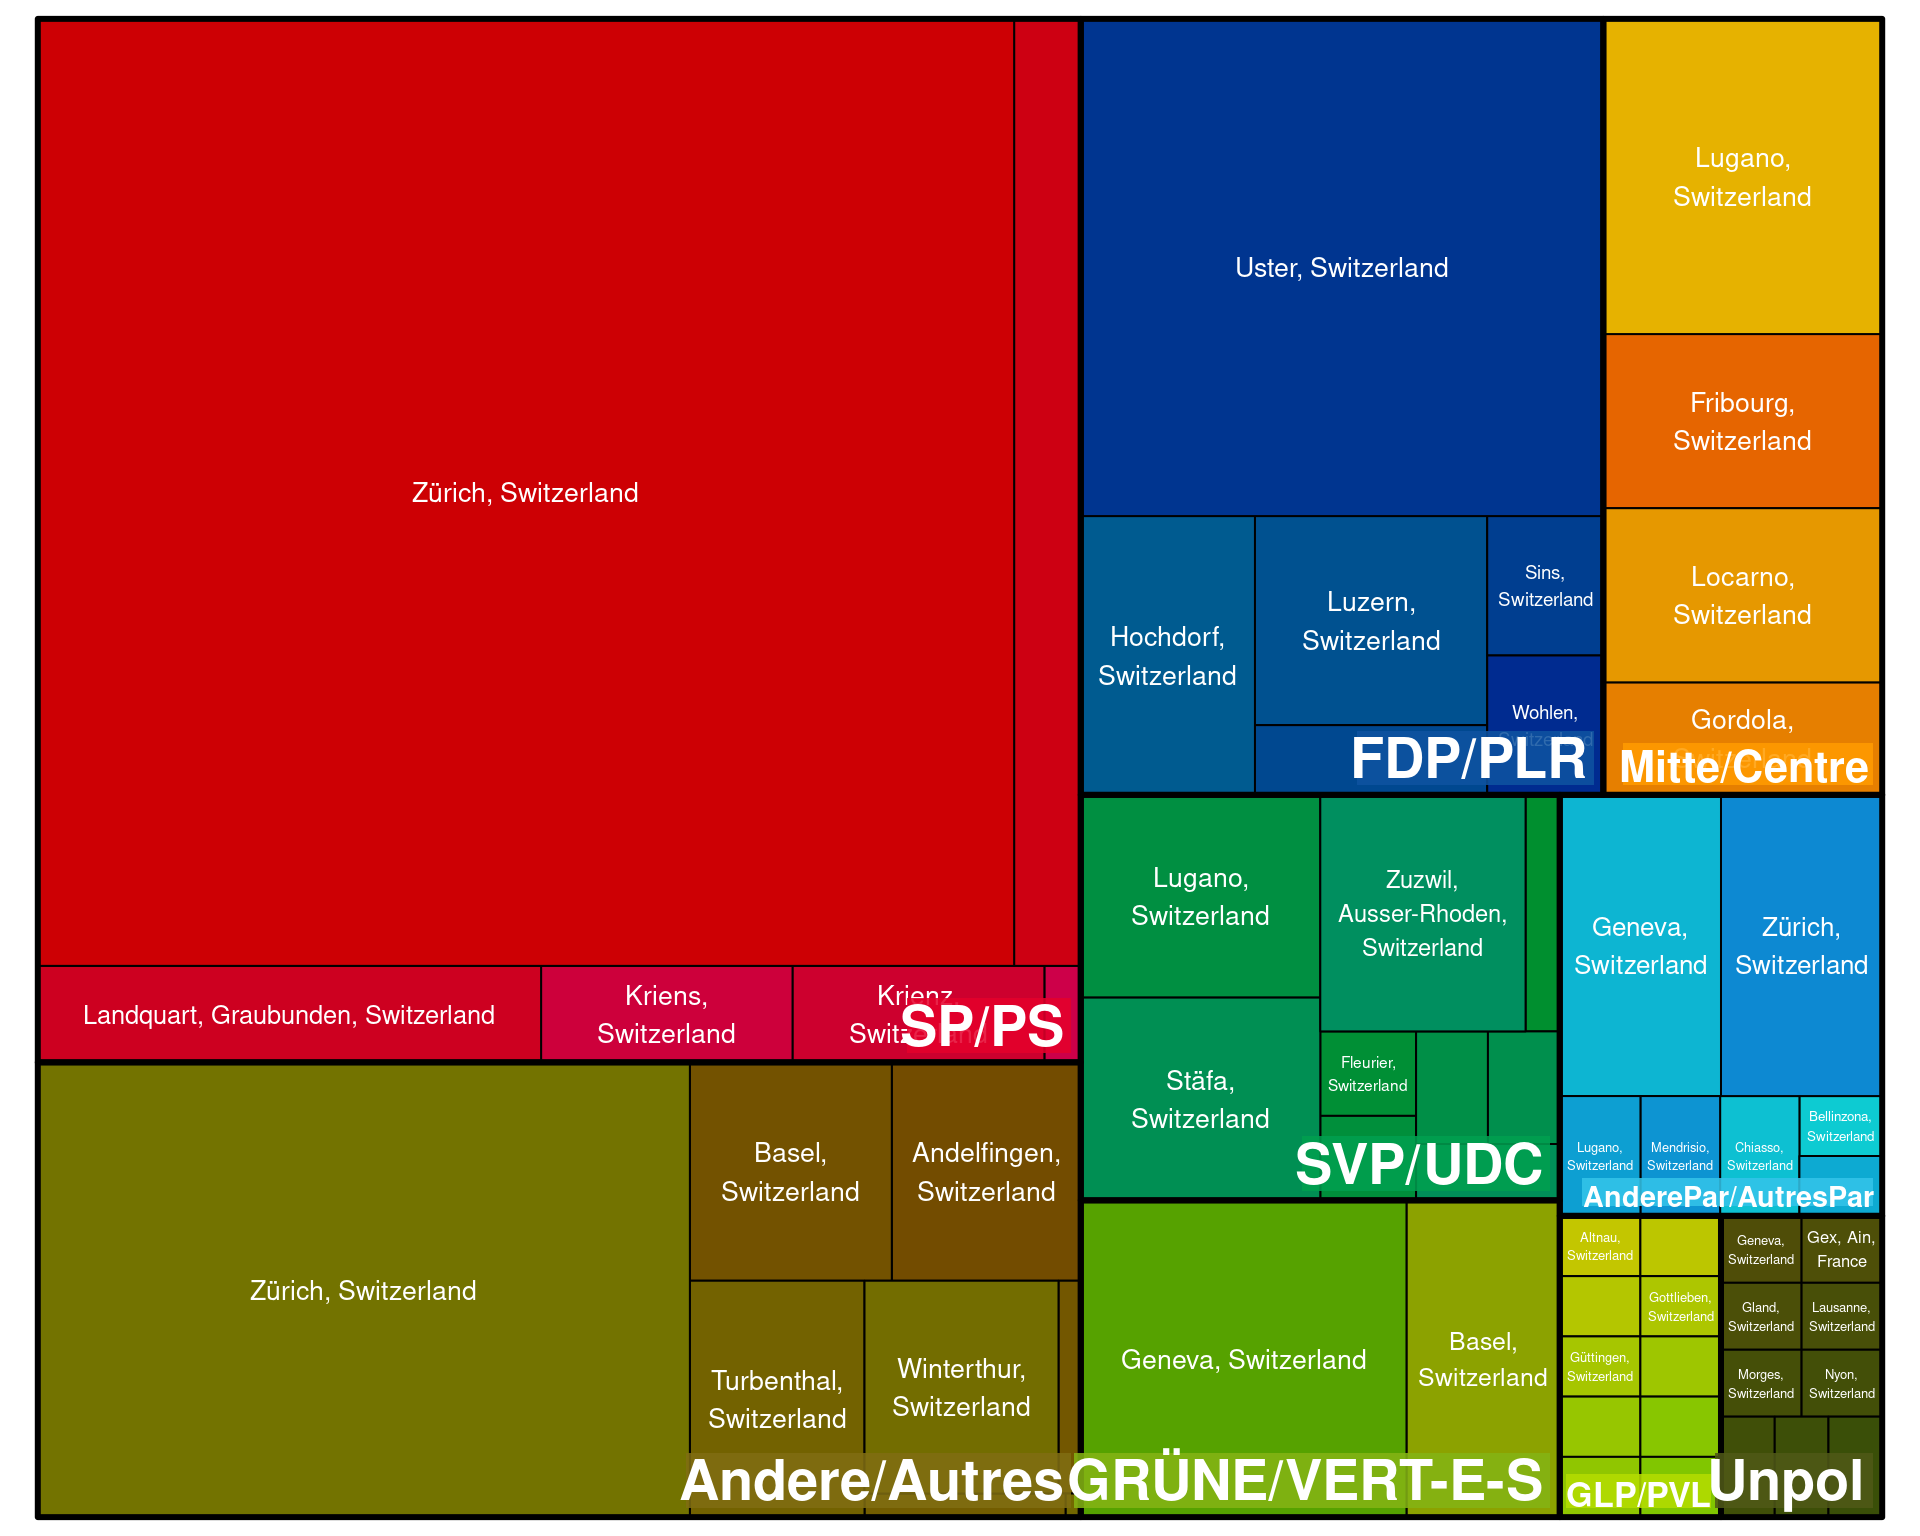 Zürich, Switzerland
Landquart, Graubunden, Switzerland
Kriens,
Switzerland
Krienz,
Switzerland
SP/PS
Zürich, Switzerland
Basel,
Switzerland
Andelfingen,
Switzerland
Turbenthal,
Switzerland
Winterthur,
Switzerland
Andere/Autres
Uster, Switzerland
Hochdorf,
Switzerland
Luzern,
Switzerland
Sins,
Switzerland
Wohlen,
Switzerland
FDP/PLR
Lugano,
Switzerland
Fribourg,
Switzerland
Locarno,
Switzerland
Gordola,
Switzerland
Mitte/Centre
Lugano,
Switzerland
Zuzwil,
Ausser-Rhoden,
Switzerland
Stäfa,
Switzerland
Fleurier,
Switzerland
SVP/UDC
Geneva,
Switzerland
Zürich,
Switzerland
Lugano,
Switzerland
Mendrisio,
Switzerland
Chiasso,
Switzerland
Bellinzona,
Switzerland
AnderePar/AutresPar
Geneva, Switzerland
Basel,
Switzerland
GRÜNE/VERT-E-S
Altnau,
Switzerland
Gottlieben,
Switzerland
Güttingen,
Switzerland
GLP/PVL
Geneva,
Switzerland
Gex, Ain,
France
Gland,
Switzerland
Lausanne,
Switzerland
Morges,
Switzerland
Nyon,
Switzerland
Unpol